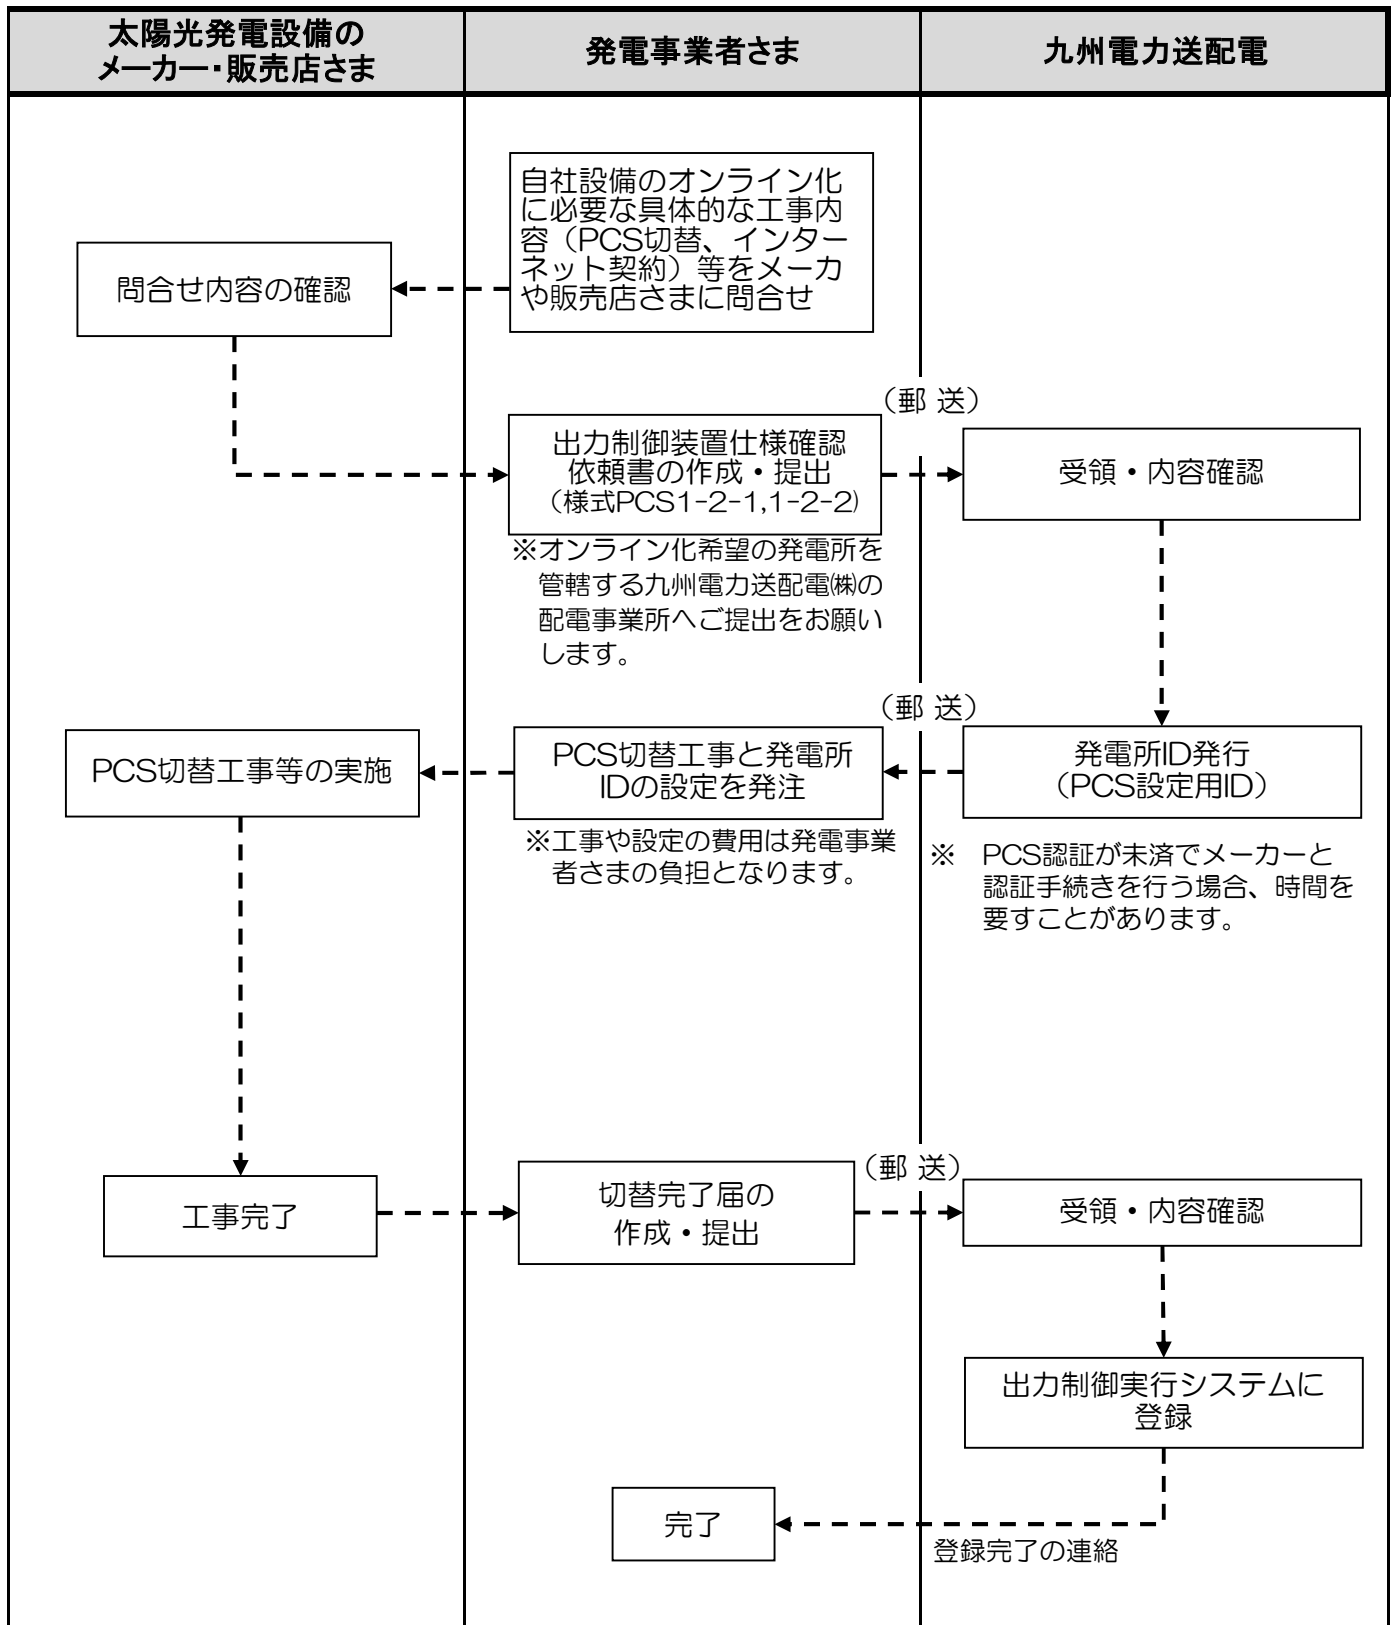 太陽光発電設備の
メーカー・販売店さま
発電事業者さま
九州電力送配電
自社設備のオンライン化
に必要な具体的な工事内
容（PCS切替、インター
ネット契約）等をメーカ
や販売店さまに問合せ
問合せ内容の確認
（郵 送）
出力制御装置仕様確認
依頼書の作成・提出
（様式PCS1-2-1,1-2-2）
受領・内容確認
※オンライン化希望の発電所を
管轄する九州電力送配電㈱の
配電事業所へご提出をお願い
します。
（郵 送）
発電所ID発行
（PCS設定用ID）
PCS切替工事と発電所
IDの設定を発注
PCS切替工事等の実施
※工事や設定の費用は発電事業
者さまの負担となります。
※　PCS認証が未済でメーカーと
認証手続きを行う場合、時間を
要すことがあります。
工事完了
切替完了届の
作成・提出
（郵 送）
受領・内容確認
出力制御実行システムに
登録
完了
登録完了の連絡